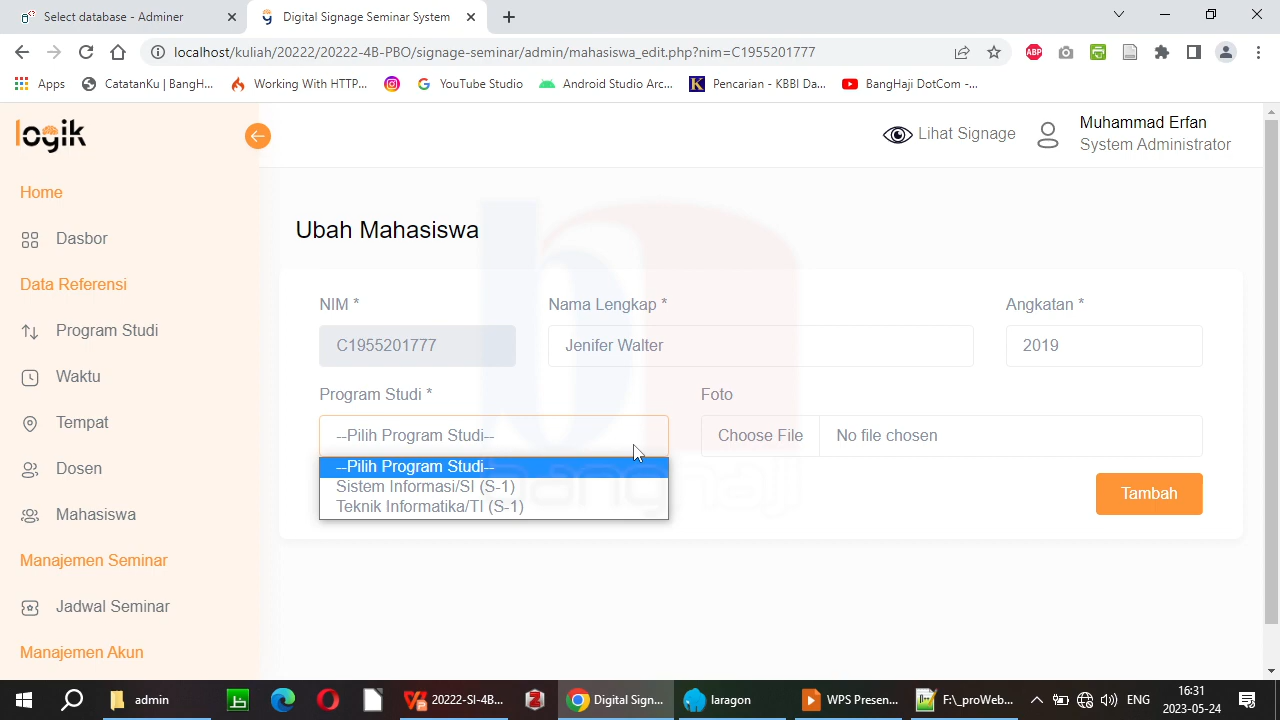 Select database - Adminer
Digital Signage Seminar System
localhost/kuliah/20222/20222-4B-PBO/signage-seminar/admin/mahasiswa_edit.php?nim=C1955201777
ABP
Apps
CatatanKu | BangH...
Working With HTTP...
YouTube Studio
Android Studio Arc...
Pencarian - KBBI Da...
BangHaji DotCom -...
logik
Lihat Signage
Muhammad Erfan
System Administrator
Home
Dasbor
Data Referensi
Program Studi
Waktu
Tempat
Dosen
Mahasiswa
Manajemen Seminar
Jadwal Seminar
Manajemen Akun
Ubah Mahasiswa
NIM *
Nama Lengkap *
Angkatan *
C1955201777
Jenifer Walter
2019
Program Studi *
Foto
--Pilih Program Studi--
Choose File
No file chosen
--Pilih Program Studi--
Sistem Informasi/SI (S-1)
Teknik Informatika/TI (S-1)
banghaji
Tambah
admin
20222-SI-4B...
Digital Sign...
laragon
WPS Presen...
F:\_proWeb...
ENG
16:31
2023-05-24